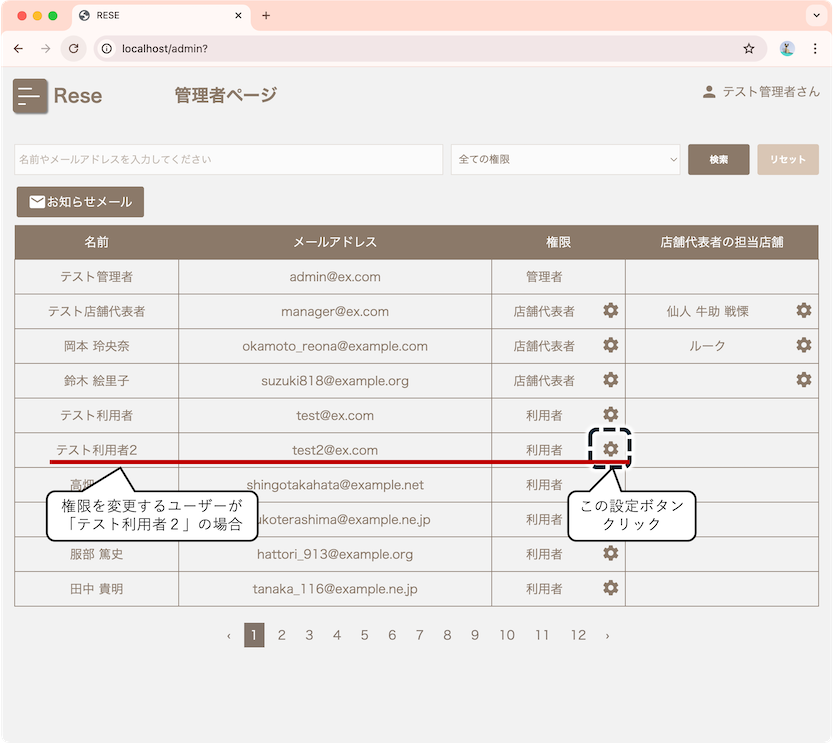 RESE
localhost/admin?
Rese
管理者ページ
テスト管理者さん
名前やメールアドレスを入力してください
全ての権限
検索
リセット
お知らせメール
名前 メールアドレス 権限 店舗代表者の担当店舗
テスト管理者 admin@ex.com 管理者
テスト店舗代表者 manager@ex.com 店舗代表者 仙人 牛助 戦慄
岡本 玲央奈 okamoto_reona@example.com 店舗代表者 ルーク
鈴木 絵里子 suzuki818@example.org 店舗代表者
テスト利用者 test@ex.com 利用者
テスト利用者2 test2@ex.com 利用者
shingotakahata@example.net 利用者
権限を変更するユーザーが
「テスト利用者２」の場合
この設定ボタン
クリック
利用者
服部 篤史 hattori_913@example.org 利用者
田中 貴明 tanaka_116@example.ne.jp 利用者
‹ 1 2 3 4 5 6 7 8 9 10 11 12 ›